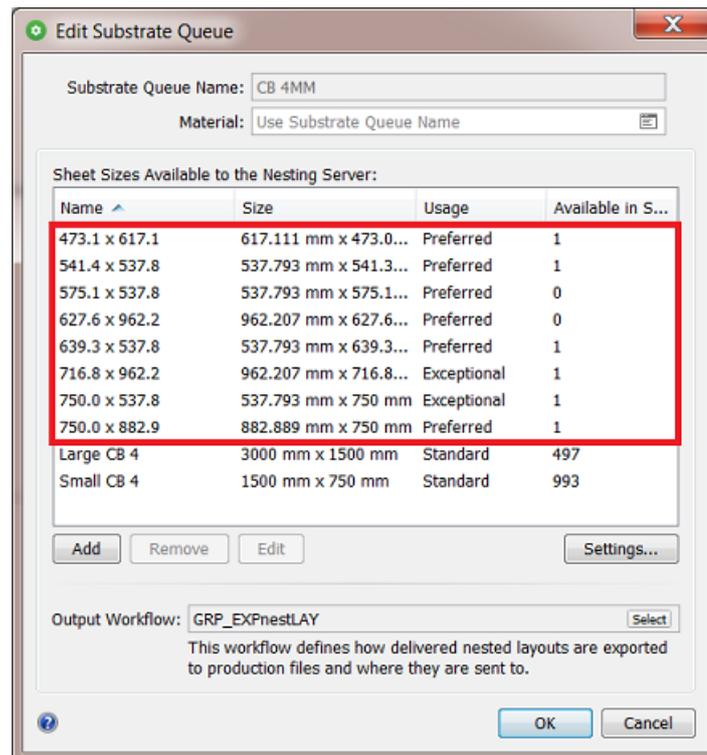 Edit Substrate Queue
Substrate Queue Name: CB 4MM
Material: Use Substrate Queue Name
Sheet Sizes Available to the Nesting Server:
Name Size Usage Available in S...
473.1 x 617.1 617.111 mm x 473.0... Preferred 1
541.4 x 537.8 537.793 mm x 541.3... Preferred 1
575.1 x 537.8 537.793 mm x 575.1... Preferred 0
627.6 x 962.2 962.207 mm x 627.6... Preferred 0
639.3 x 537.8 537.793 mm x 639.3... Preferred 1
716.8 x 962.2 962.207 mm x 716.8... Exceptional 1
750.0 x 537.8 537.793 mm x 750 mm Exceptional 1
750.0 x 882.9 882.889 mm x 750 mm Preferred 1
Large CB 4 3000 mm x 1500 mm Standard 497
Small CB 4 1500 mm x 750 mm Standard 993
Add Remove Edit Settings...
Output Workflow: GRP_EXPnestLAY Select
This workflow defines how delivered nested layouts are exported
to production files and where they are sent to.
? OK Cancel